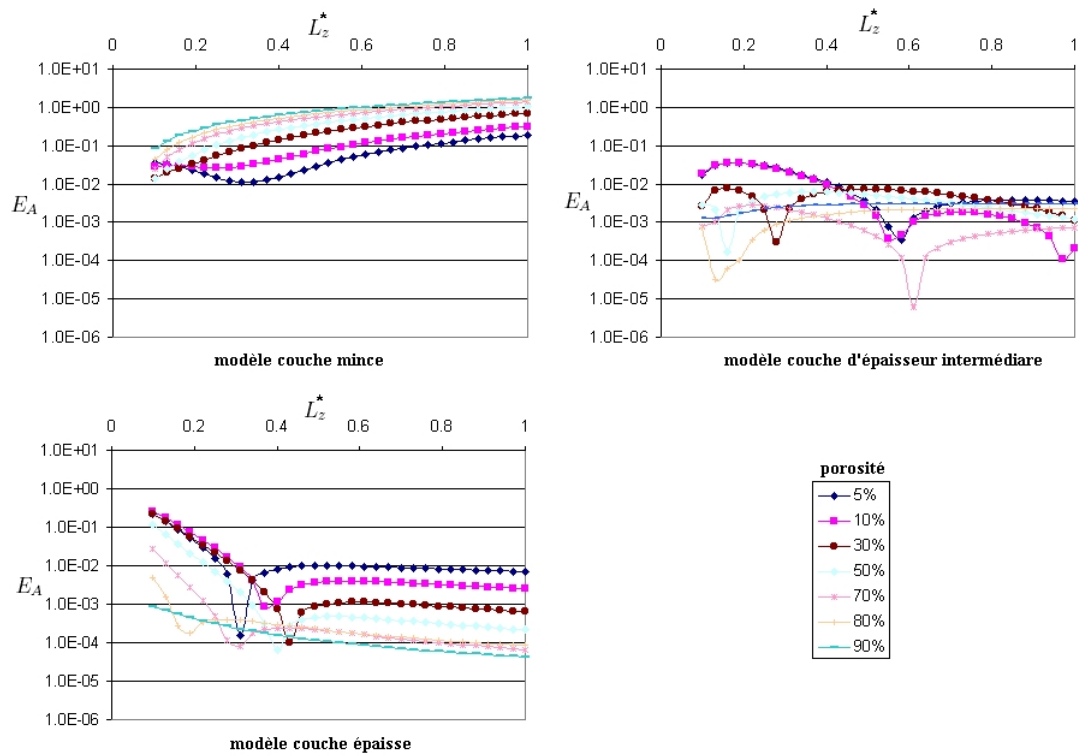 L_z^*
0 0.2 0.4 0.6 0.8 1
1.0E+01
1.0E+00
1.0E-01
1.0E-02
1.0E-03
1.0E-04
1.0E-05
1.0E-06
E_A
modèle couche mince
L_z^*
0 0.2 0.4 0.6 0.8 1
1.0E+01
1.0E+00
1.0E-01
1.0E-02
1.0E-03
1.0E-04
1.0E-05
1.0E-06
E_A
modèle couche d'épaisseur intermédiare
L_z^*
0 0.2 0.4 0.6 0.8 1
1.0E+01
1.0E+00
1.0E-01
1.0E-02
1.0E-03
1.0E-04
1.0E-05
1.0E-06
E_A
modèle couche épaisse
porosité
5%
10%
30%
50%
70%
80%
90%